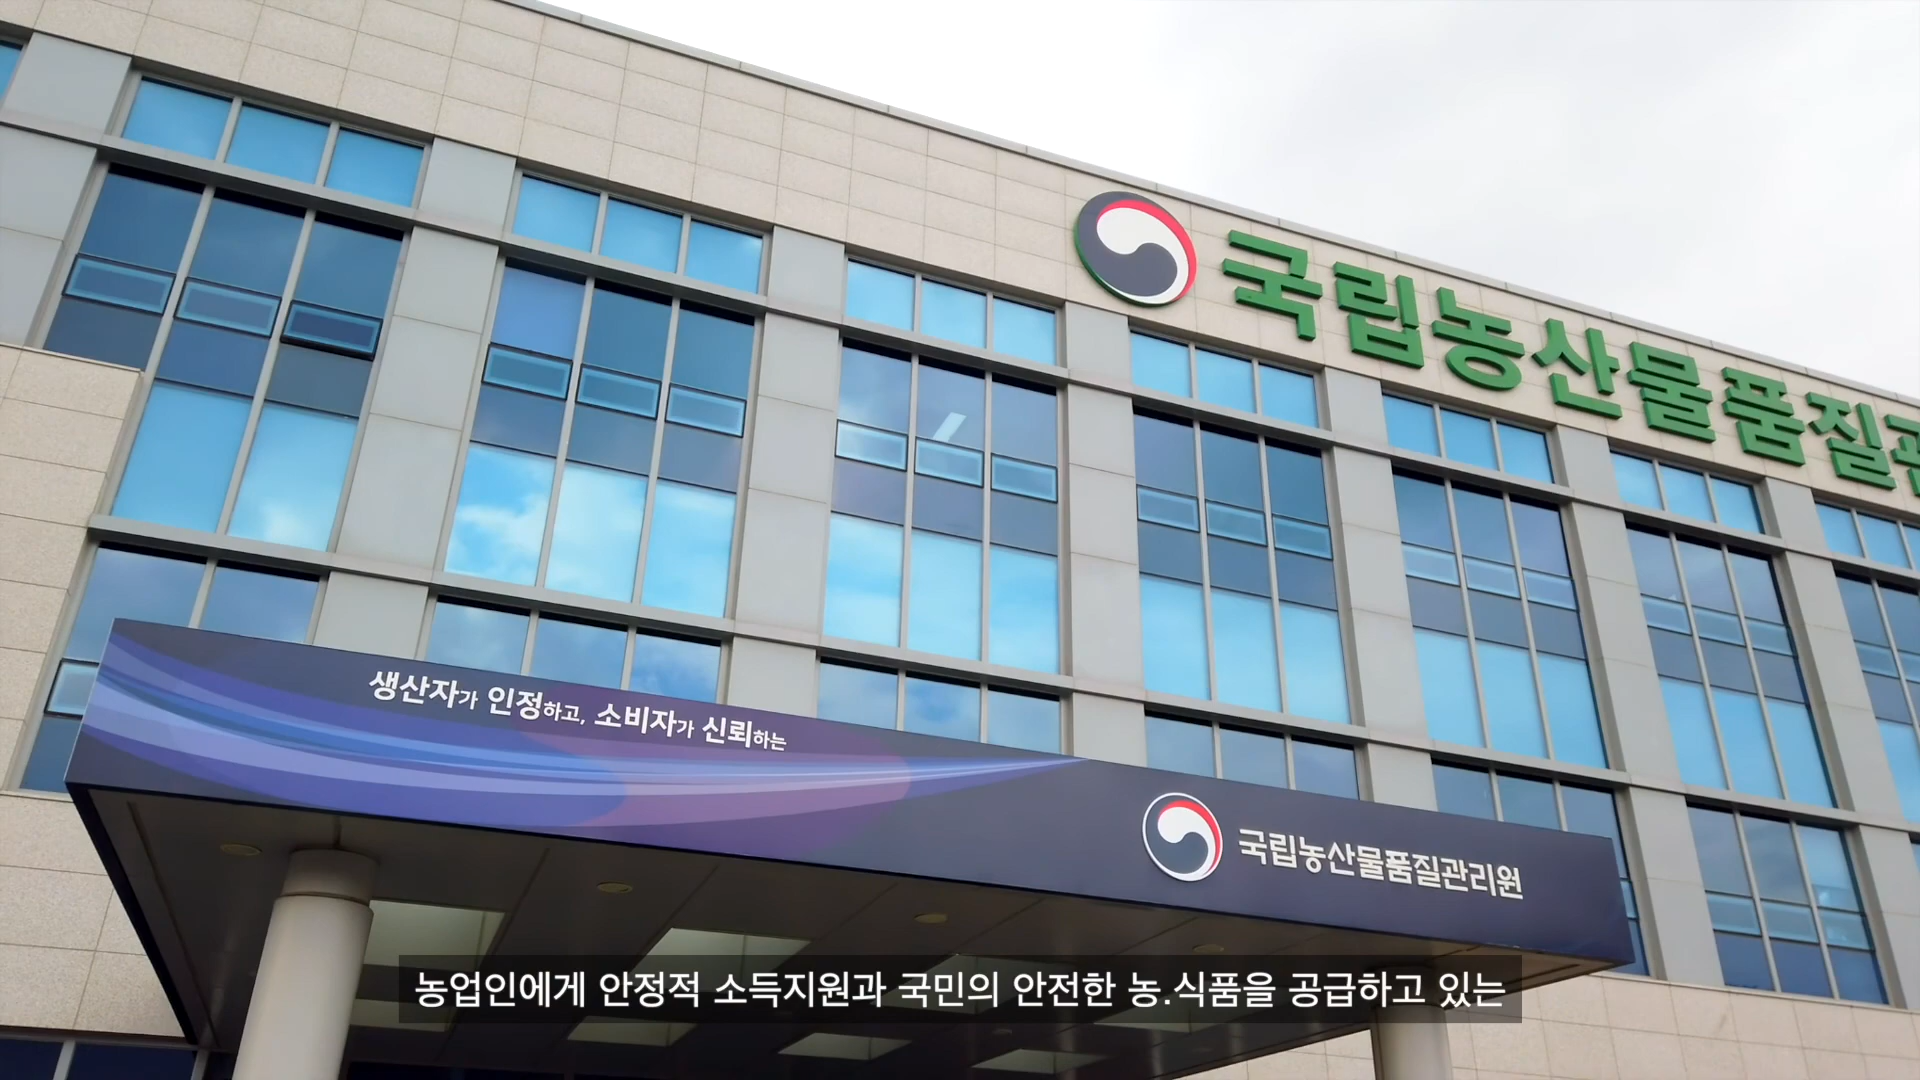 국립농산물품질관
생산자가 인정하고, 소비자가 신뢰하는
국립농산물품질관리원
농업인에게 안정적 소득지원과 국민의 안전한 농.식품을 공급하고 있는